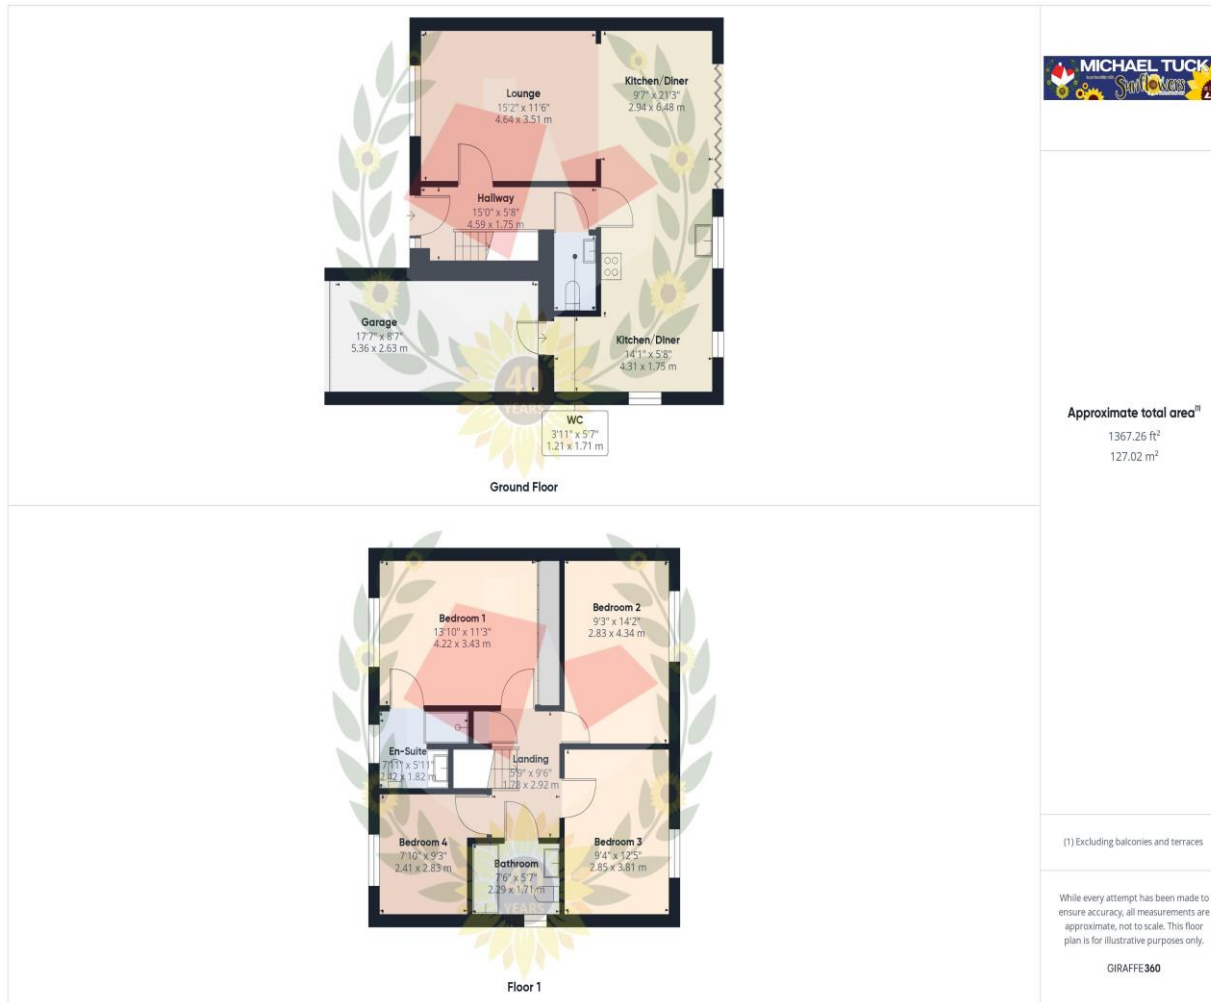 Lounge
15'2" x 11'6"
4.64 x 3.51 m
Kitchen/Diner
9'7" x 21'3"
2.94 x 6.48 m
Hallway
15'0" x 5'8"
4.59 x 1.75 m
Garage
17'7" x 8'7"
5.36 x 2.63 m
Kitchen/Diner
14'1" x 5'8"
4.31 x 1.75 m
40
YEARS
WC
3'11" x 5'7"
1.21 x 1.71 m
Ground Floor
Bedroom 1
13'10" x 11'3"
4.22 x 3.43 m
Bedroom 2
9'3" x 14'2"
2.83 x 4.34 m
En-Suite
7'11" x 5'11"
2.42 x 1.82 m
Landing
5'9" x 9'6"
1.78 x 2.92 m
Bedroom 4
7'10" x 9'3"
2.41 x 2.83 m
Bathroom
7'6" x 5'7"
2.29 x 1.71 m
Bedroom 3
9'4" x 12'5"
2.85 x 3.81 m
YEARS
Floor 1
MICHAEL TUCK
Sunflowers
Approximate total area(1)
1367.26 ft²
127.02 m²
(1) Excluding balconies and terraces
While every attempt has been made to
ensure accuracy, all measurements are
approximate, not to scale. This floor
plan is for illustrative purposes only.
GIRAFFE360